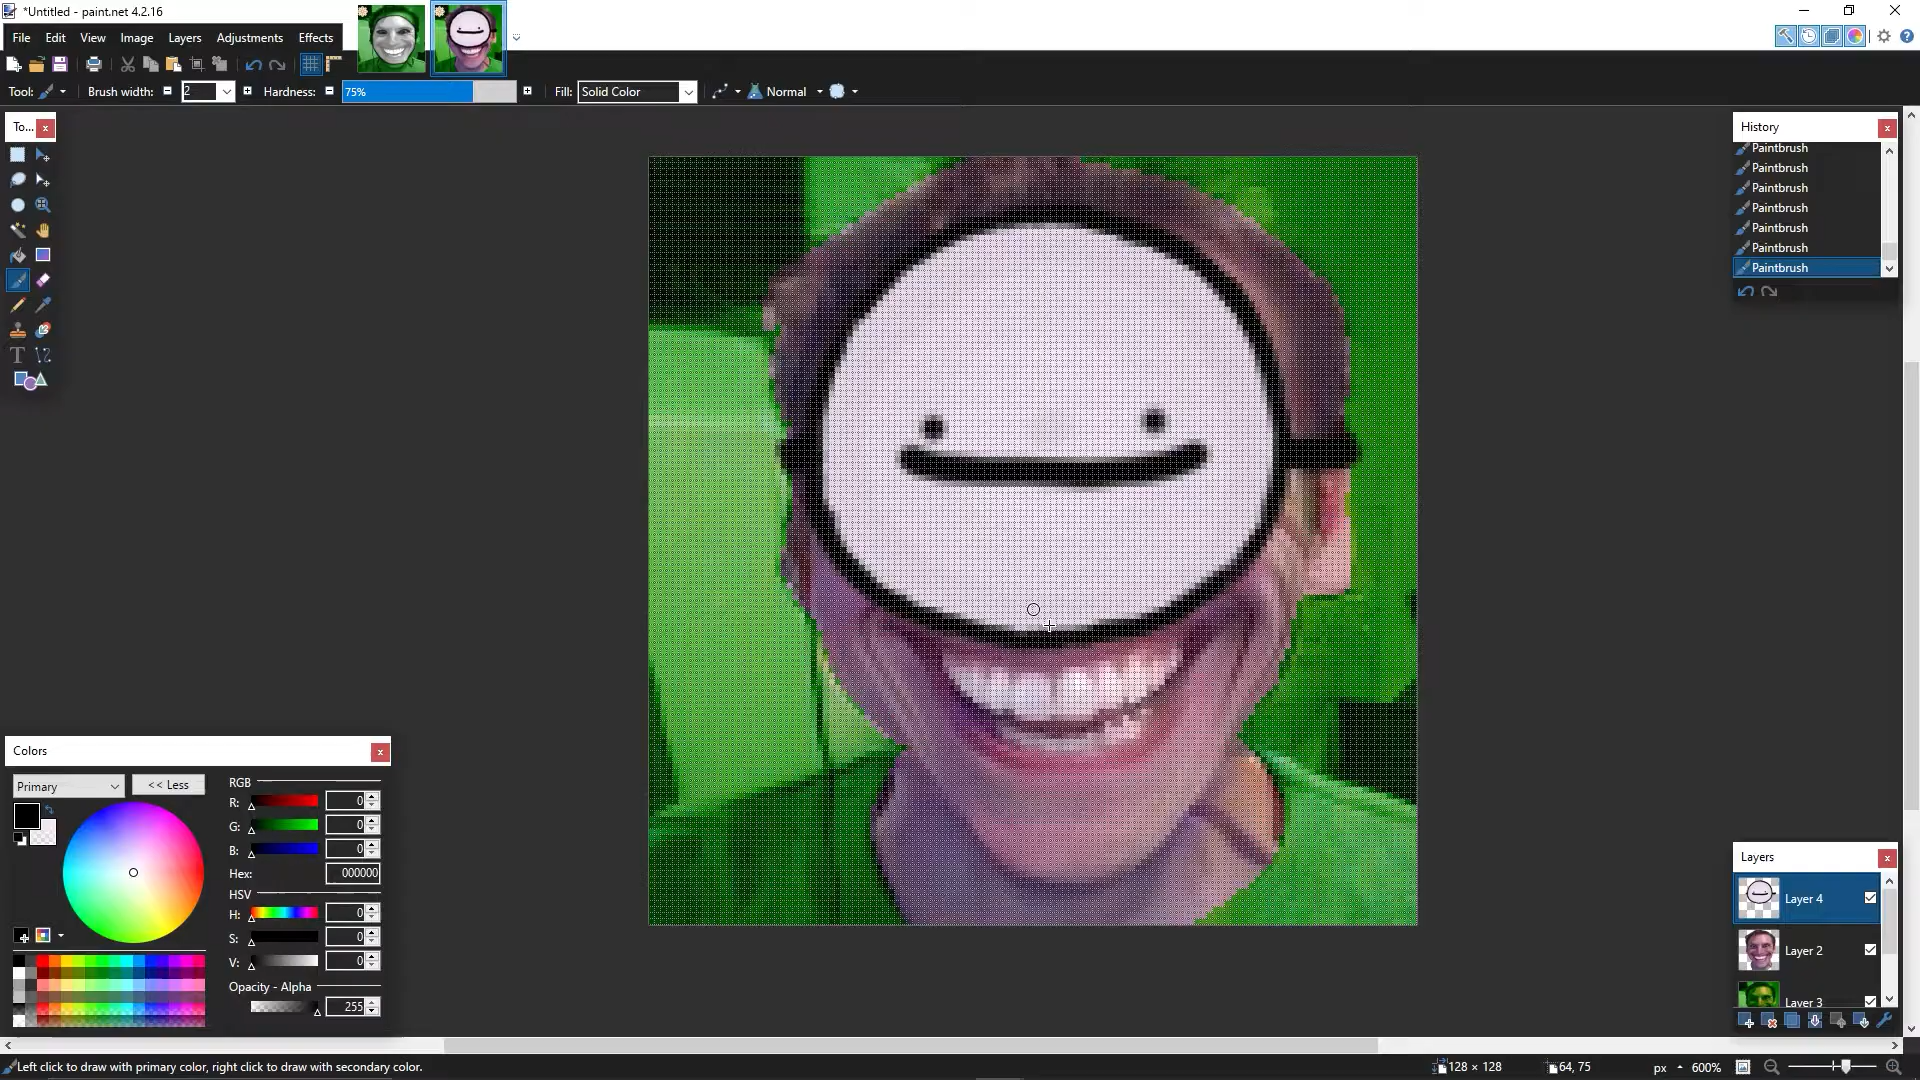 *Untitled - paint.net 4.2.16
File Edit View Image Layers Adjustments Effects
Tool: Brush width: 2 Hardness: 75% Fill: Solid Color Normal
To...
History
Paintbrush
Paintbrush
Paintbrush
Paintbrush
Paintbrush
Paintbrush
Paintbrush
Colors
Primary << Less
RGB
R: 0
G: 0
B: 0
Hex: 000000
HSV
H: 0
S: 0
V: 0
Opacity - Alpha
255
Layers
Layer 4
Layer 2
Layer 3
Left click to draw with primary color, right click to draw with secondary color. 128 × 128 64, 75 px 600%